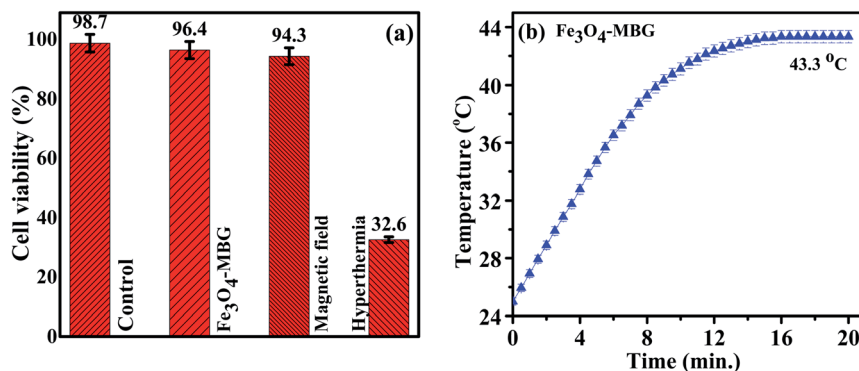 (a)
98.7
96.4
94.3
32.6
Cell viability (%)
100
80
60
40
20
0
Control
Fe3O4-MBG
Magnetic field
Hyperthermia
(b) Fe3O4-MBG
43.3 °C
Temperature (°C)
44
40
36
32
28
24
0 4 8 12 16 20
Time (min.)